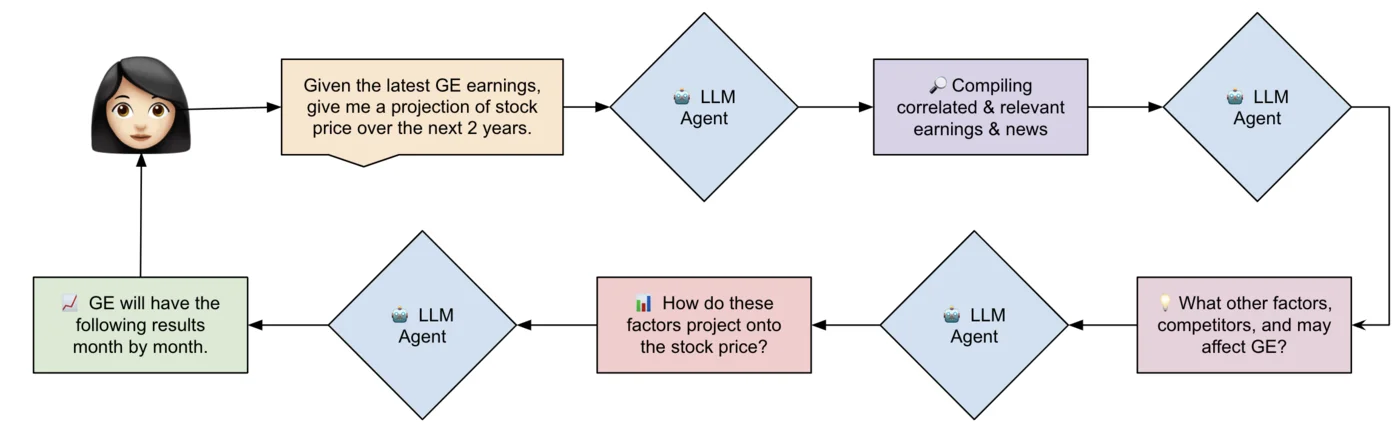 Given the latest GE earnings,
give me a projection of stock
price over the next 2 years.
LLM
Agent
Compiling
correlated & relevant
earnings & news
LLM
Agent
What other factors,
competitors, and may
affect GE?
LLM
Agent
How do these
factors project onto
the stock price?
LLM
Agent
GE will have the
following results
month by month.